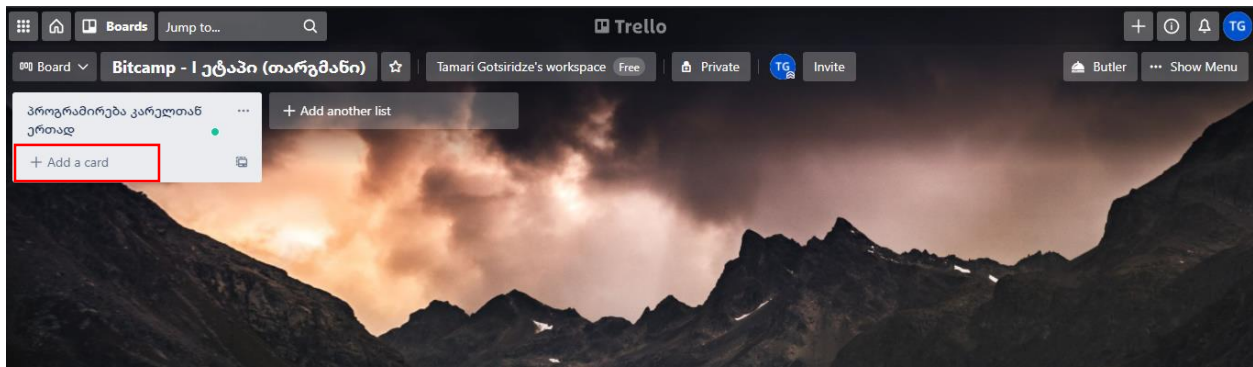 Boards Jump to... Trello TG
Board Bitcamp - I ეტაპი (თარგმანი) Tamari Gotsiridze's workspace Free Private TG Invite Butler ... Show Menu
პროგრამირება კარელთან ... + Add another list
ერთად
+ Add a card